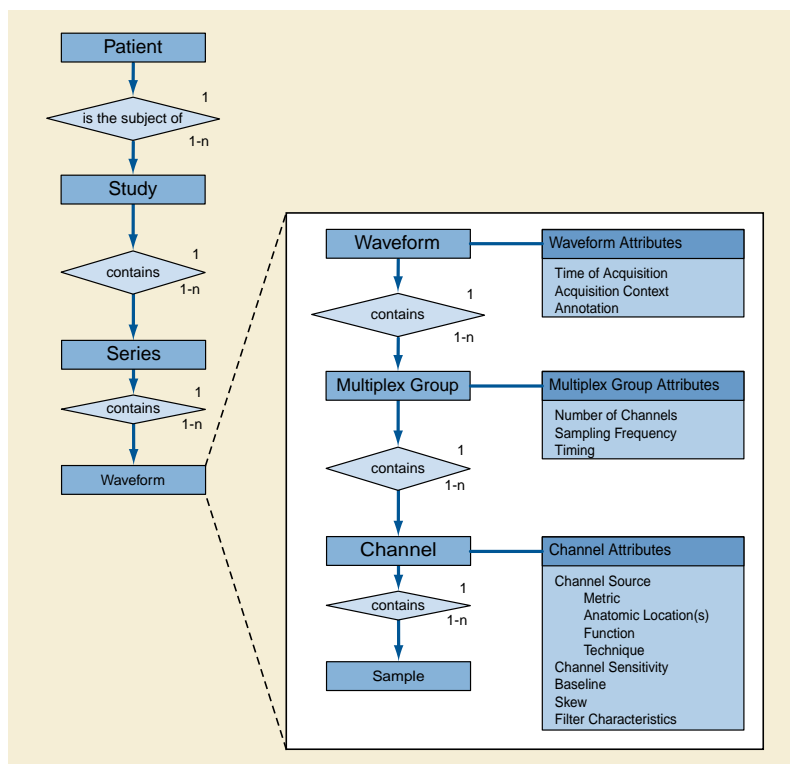 Patient
1
is the subject of
1-n
Study
1
contains
1-n
Series
1
contains
1-n
Waveform
Waveform
1
contains
1-n
Multiplex Group
1
contains
1-n
Channel
1
contains
1-n
Sample
Waveform Attributes
Time of Acquisition
Acquisition Context
Annotation
Multiplex Group Attributes
Number of Channels
Sampling Frequency
Timing
Channel Attributes
Channel Source
Metric
Anatomic Location(s)
Function
Technique
Channel Sensitivity
Baseline
Skew
Filter Characteristics